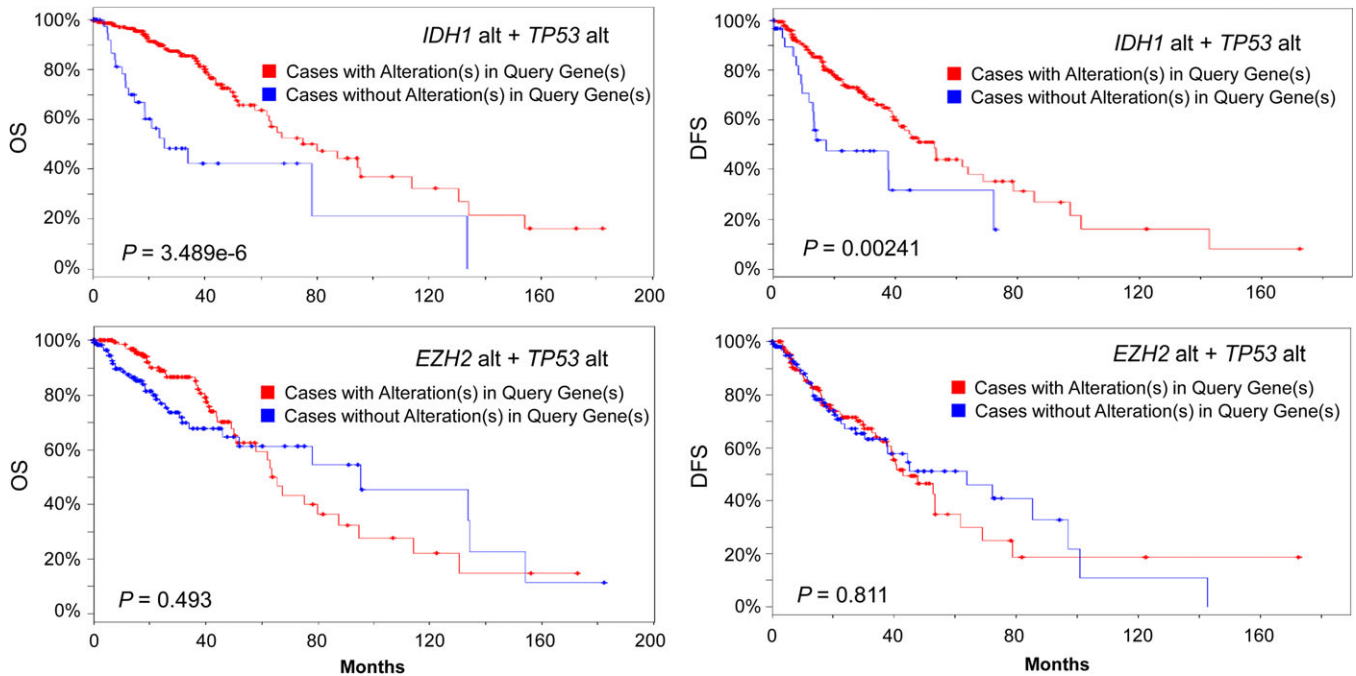 100%
80%
60%
40%
20%
0%
OS
IDH1 alt + TP53 alt
Cases with Alteration(s) in Query Gene(s)
Cases without Alteration(s) in Query Gene(s)
P = 3.489e-6
0 40 80 120 160 200
100%
80%
60%
40%
20%
0%
DFS
IDH1 alt + TP53 alt
Cases with Alteration(s) in Query Gene(s)
Cases without Alteration(s) in Query Gene(s)
P = 0.00241
0 40 80 120 160
100%
80%
60%
40%
20%
0%
OS
EZH2 alt + TP53 alt
Cases with Alteration(s) in Query Gene(s)
Cases without Alteration(s) in Query Gene(s)
P = 0.493
0 40 80 120 160 200
Months
100%
80%
60%
40%
20%
0%
DFS
EZH2 alt + TP53 alt
Cases with Alteration(s) in Query Gene(s)
Cases without Alteration(s) in Query Gene(s)
P = 0.811
0 40 80 120 160
Months